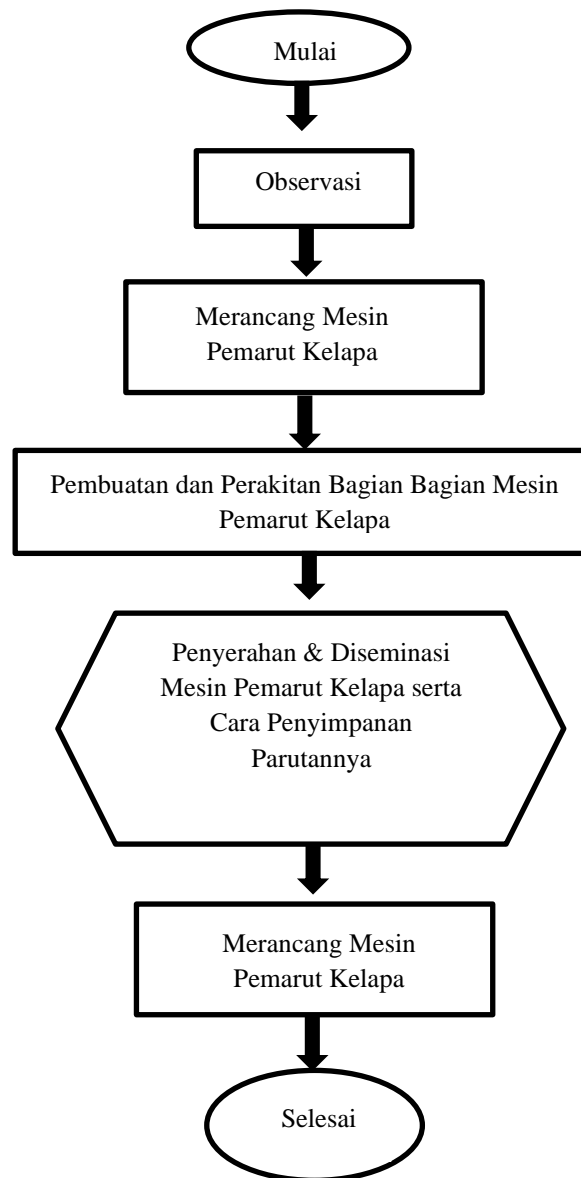 Mulai
Observasi
Merancang Mesin
Pemarut Kelapa
Pembuatan dan Perakitan Bagian Bagian Mesin
Pemarut Kelapa
Penyerahan & Diseminasi
Mesin Pemarut Kelapa serta
Cara Penyimpanan
Parutannya
Merancang Mesin
Pemarut Kelapa
Selesai